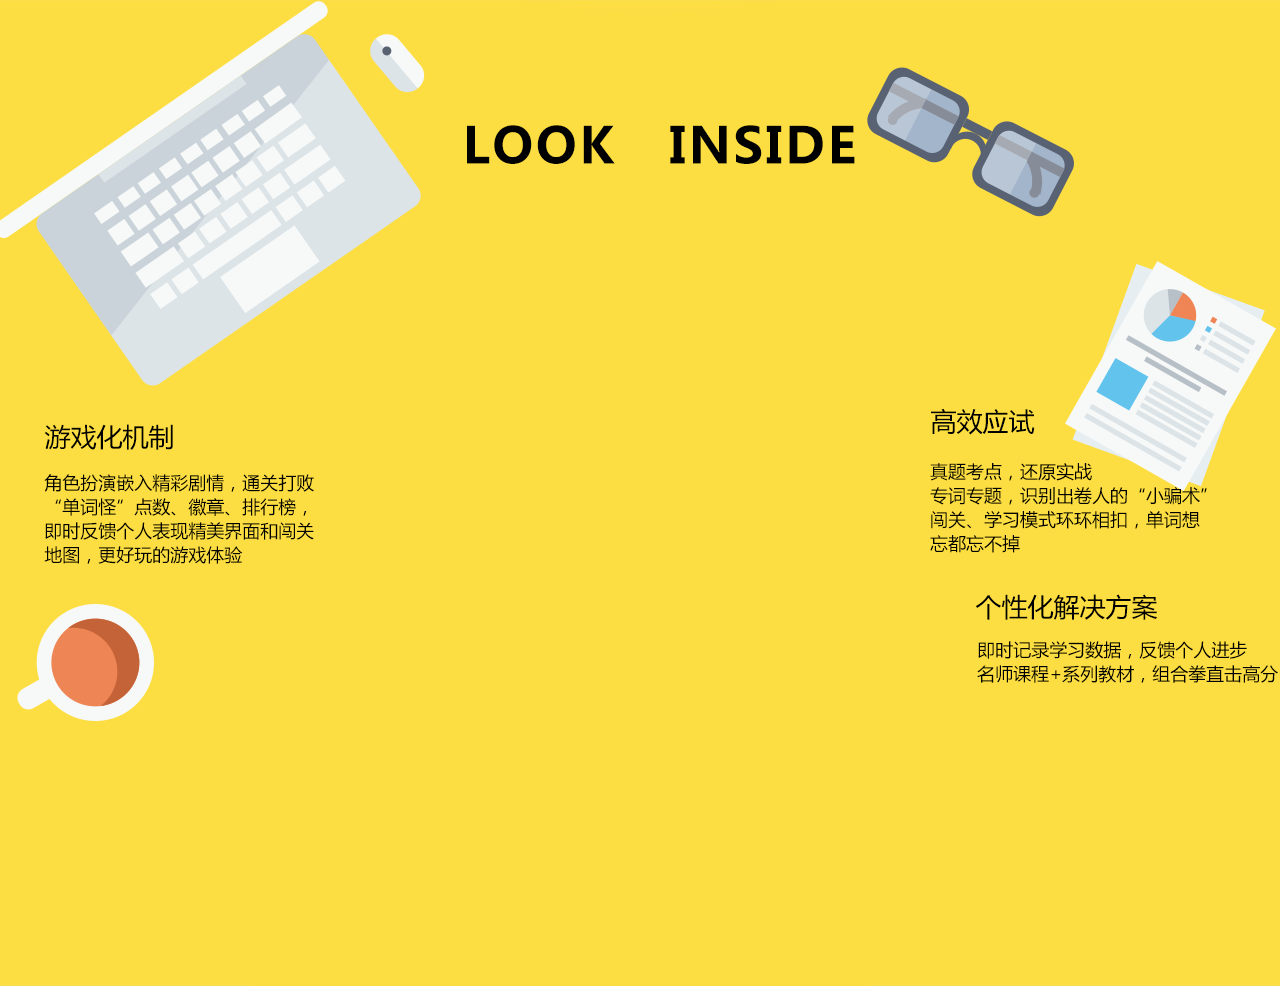 LOOK INSIDE
游戏化机制
角色扮演嵌入精彩剧情，通关打败
“单词怪”点数、徽章、排行榜，
即时反馈个人表现精美界面和闯关
地图，更好玩的游戏体验
高效应试
真题考点，还原实战
专词专题，识别出卷人的“小骗术”
闯关、学习模式环环相扣，单词想
忘都忘不掉
个性化解决方案
即时记录学习数据，反馈个人进步
名师课程+系列教材，组合拳直击高分